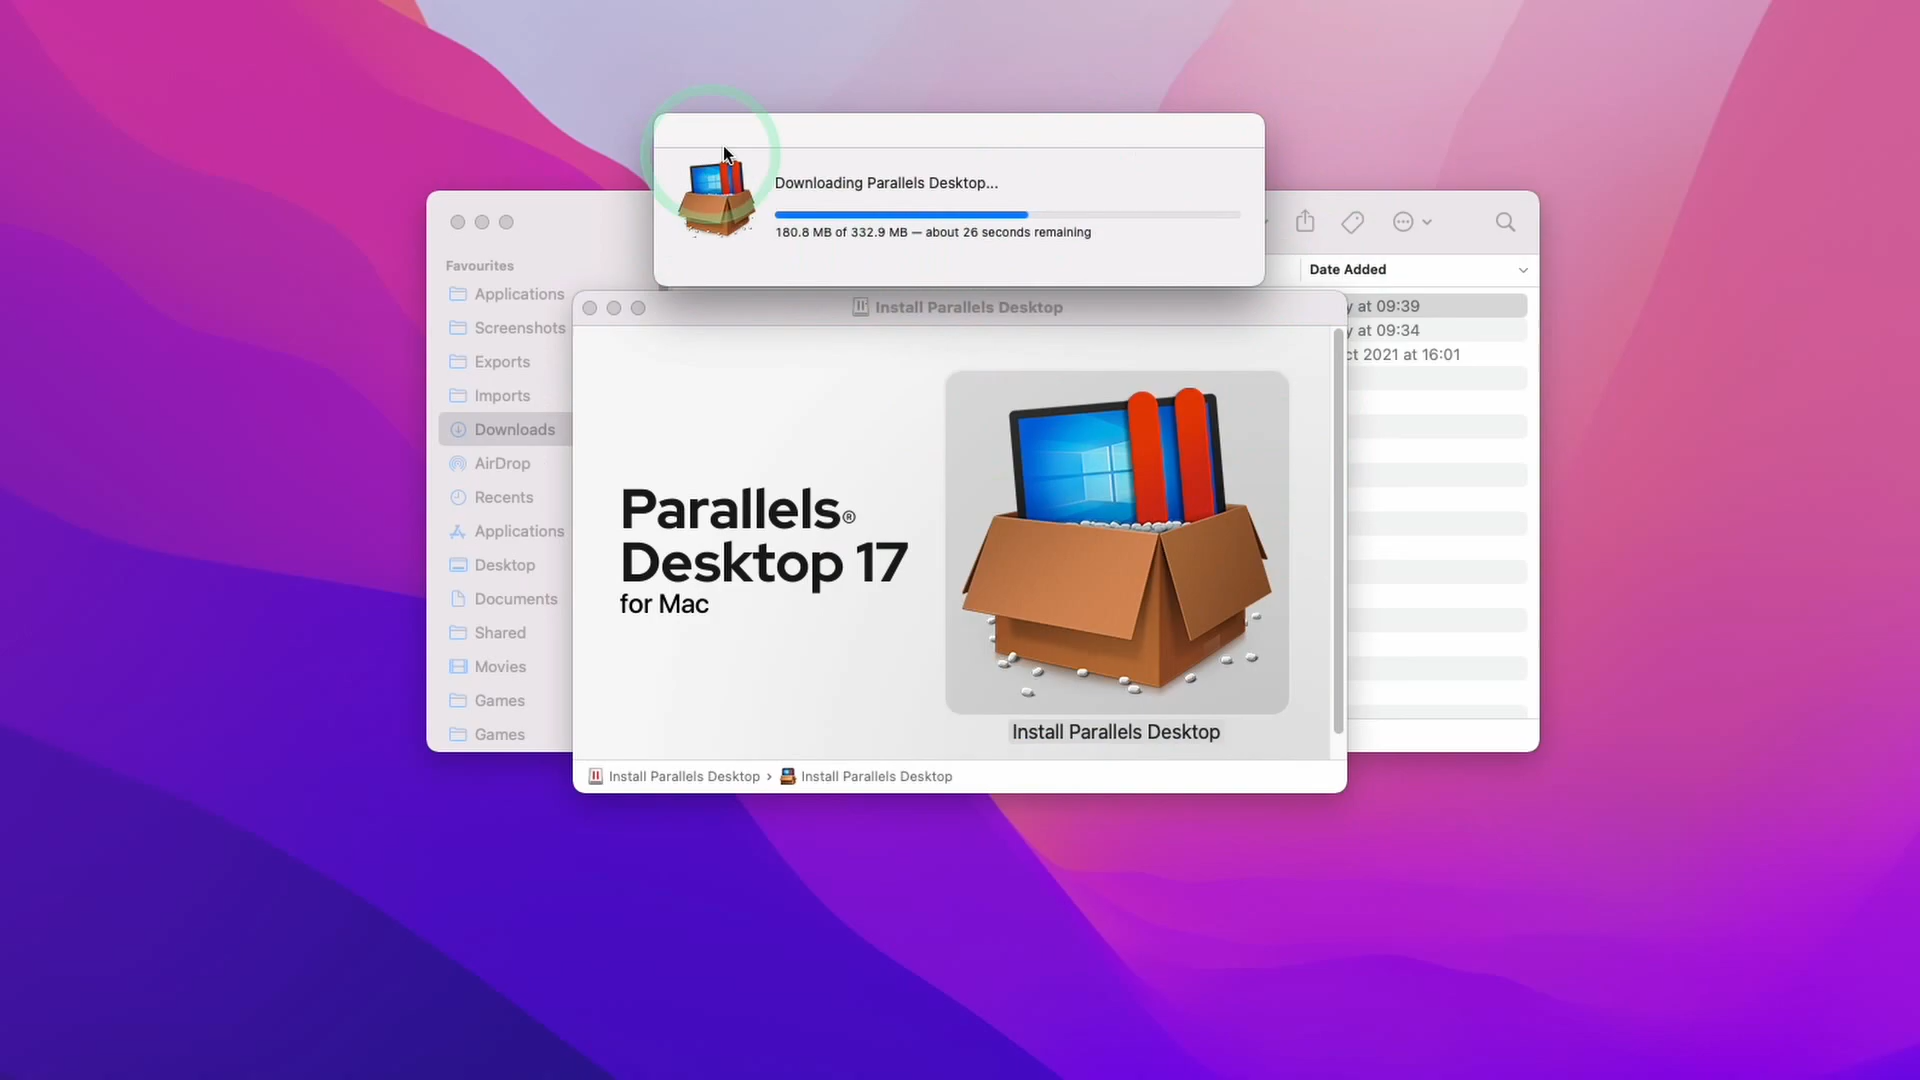 Downloading Parallels Desktop...
180.8 MB of 332.9 MB — about 26 seconds remaining
Favourites
Applications
Screenshots
Exports
Imports
Downloads
AirDrop
Recents
Applications
Desktop
Documents
Shared
Movies
Games
Games
Date Added
y at 09:39
y at 09:34
ct 2021 at 16:01
Install Parallels Desktop
Parallels®
Desktop 17
for Mac
Install Parallels Desktop
Install Parallels Desktop › Install Parallels Desktop